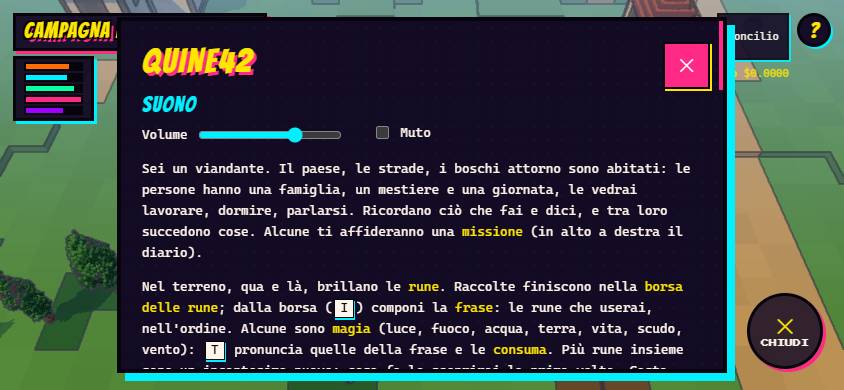 CAMPAGNA
QUINE42
oncilio
?
$0.0000
SUONO
Volume
Muto
Sei un viandante. Il paese, le strade, i boschi attorno sono abitati: le
persone hanno una famiglia, un mestiere e una giornata, le vedrai
lavorare, dormire, parlarsi. Ricordano ciò che fai e dici, e tra loro
succedono cose. Alcune ti affideranno una missione (in alto a destra il
diario).
Nel terreno, qua e là, brillano le rune. Raccolte finiscono nella borsa
delle rune; dalla borsa ( I ) componi la frase: le rune che userai,
nell'ordine. Alcune sono magia (luce, fuoco, acqua, terra, vita, scudo,
vento): T pronuncia quelle della frase e le consuma. Più rune insieme
CHIUDI